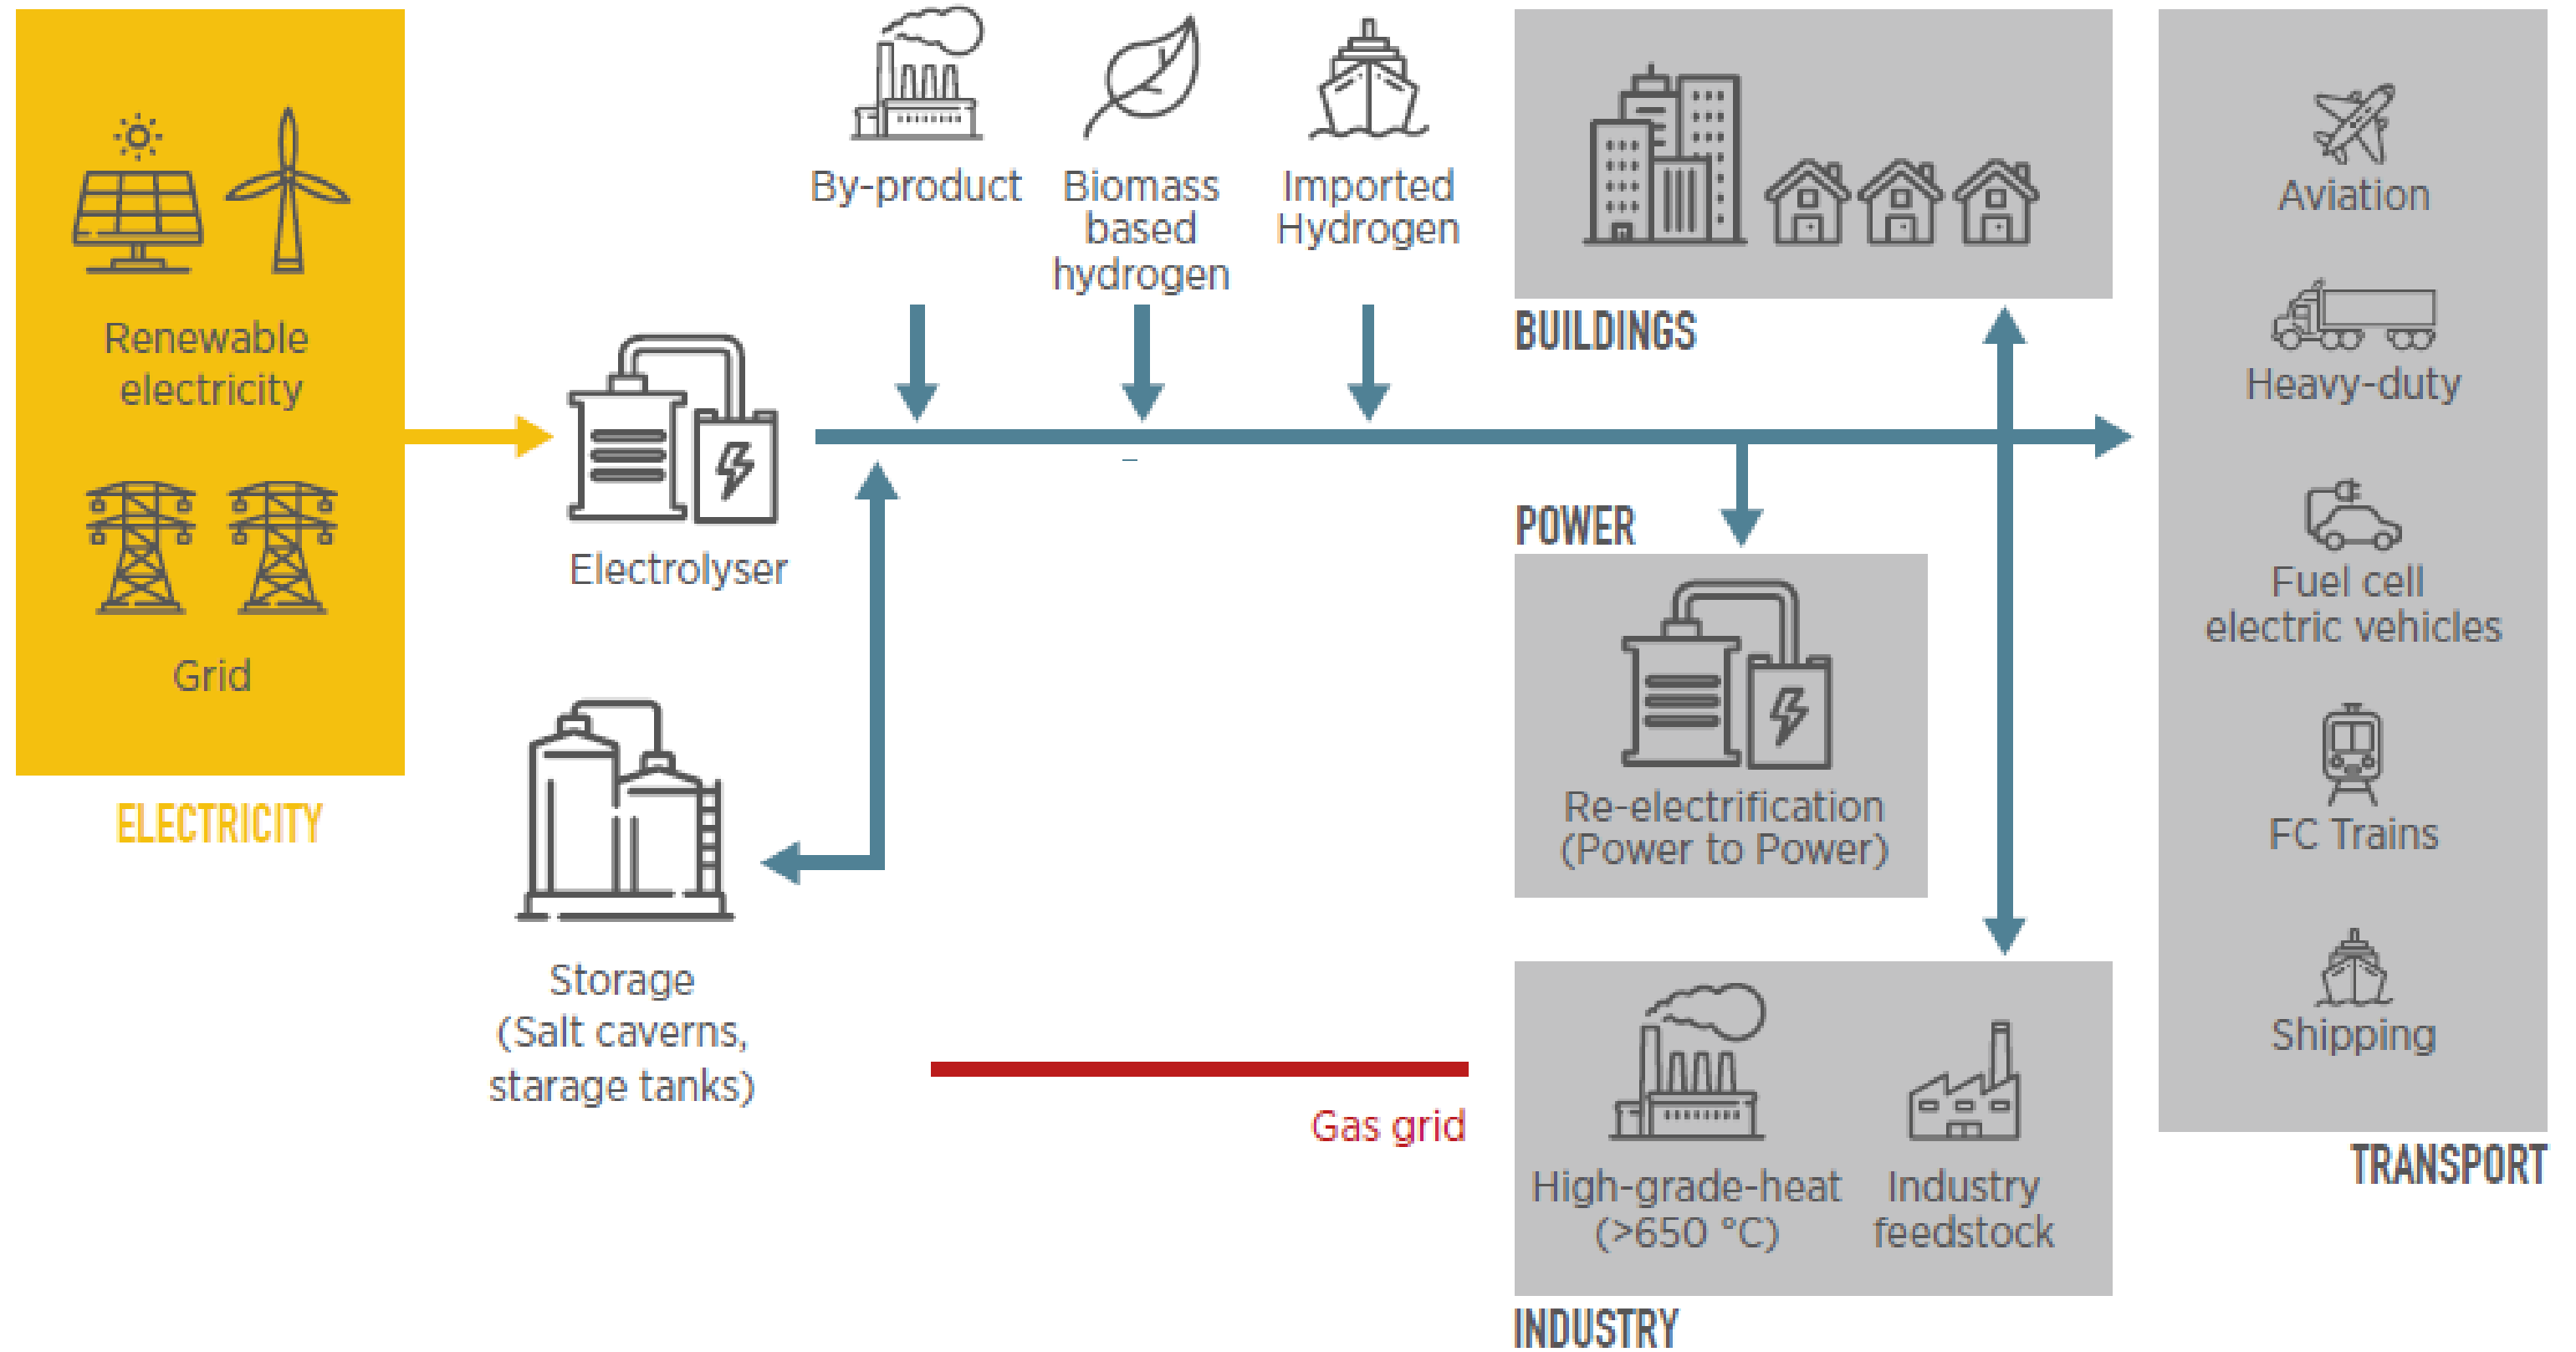 Renewable
electricity
Grid
ELECTRICITY
Electrolyser
Storage
(Salt caverns,
starage tanks)
By-product
Biomass
based
hydrogen
Imported
Hydrogen
Gas grid
BUILDINGS
POWER
Re-electrification
(Power to Power)
High-grade-heat
(>650 °C)
Industry
feedstock
INDUSTRY
Aviation
Heavy-duty
Fuel cell
electric vehicles
FC Trains
Shipping
TRANSPORT